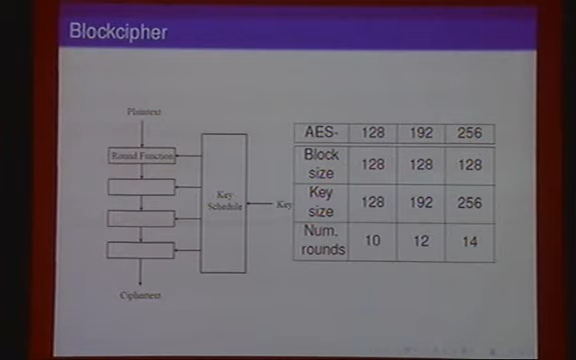 Blockcipher
Plaintext
Round Function
Key
Schedule
Key
Ciphertext
AES- 128 192 256
Block size 128 128 128
Key size 128 192 256
Num. rounds 10 12 14